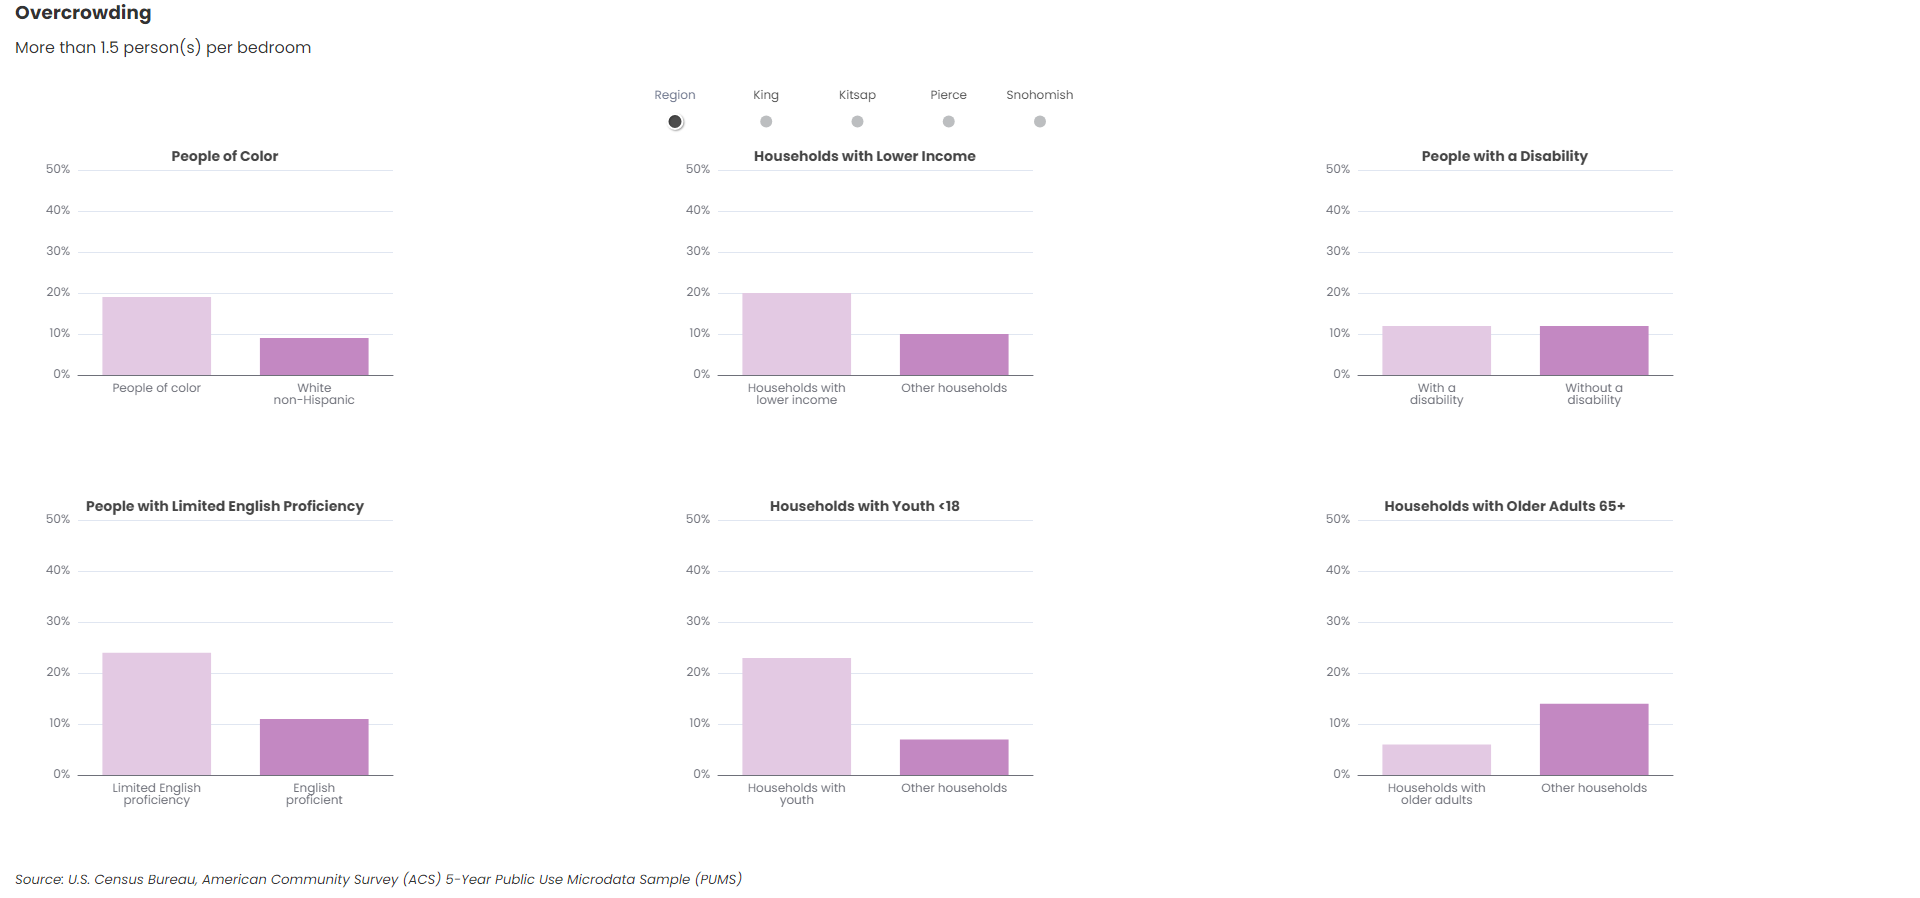 Overcrowding
More than 1.5 person(s) per bedroom
Region King Kitsap Pierce Snohomish
People of Color
50%
40%
30%
20%
10%
0%
People of color
White
non-Hispanic
Households with Lower Income
50%
40%
30%
20%
10%
0%
Households with
lower income
Other households
People with a Disability
50%
40%
30%
20%
10%
0%
With a
disability
Without a
disability
People with Limited English Proficiency
50%
40%
30%
20%
10%
0%
Limited English
proficiency
English
proficient
Households with Youth <18
50%
40%
30%
20%
10%
0%
Households with
youth
Other households
Households with Older Adults 65+
50%
40%
30%
20%
10%
0%
Households with
older adults
Other households
Source: U.S. Census Bureau, American Community Survey (ACS) 5-Year Public Use Microdata Sample (PUMS)